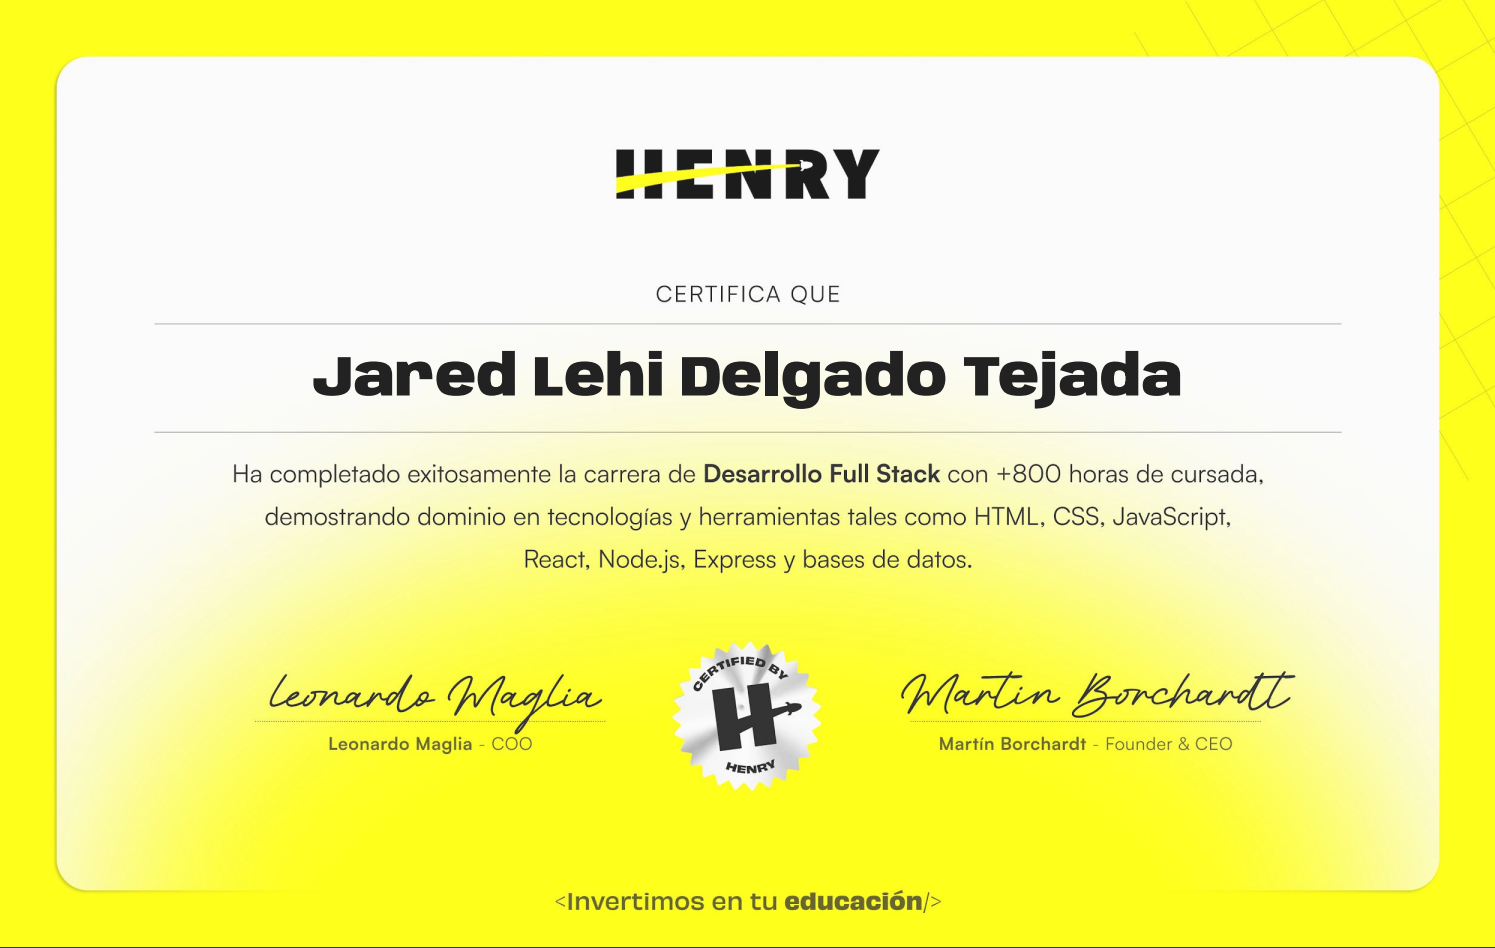 HENRY
CERTIFICA QUE
Jared Lehi Delgado Tejada
Ha completado exitosamente la carrera de Desarrollo Full Stack con +800 horas de cursada,
demostrando dominio en tecnologías y herramientas tales como HTML, CSS, JavaScript,
React, Node.js, Express y bases de datos.
Leonardo Maglia
Leonardo Maglia - COO
CERTIFIED BY
H
HENRY
Martin Borchardt
Martín Borchardt - Founder & CEO
<Invertimos en tu educación/>